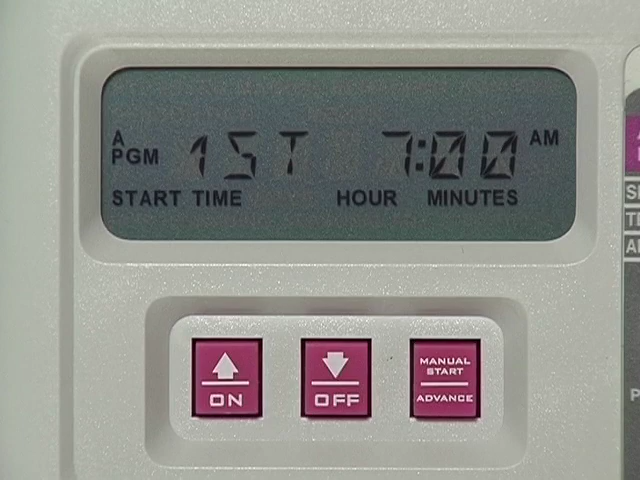 A
PGM 1ST 7:00 AM
START TIME HOUR MINUTES
ON
OFF
MANUAL
START
ADVANCE